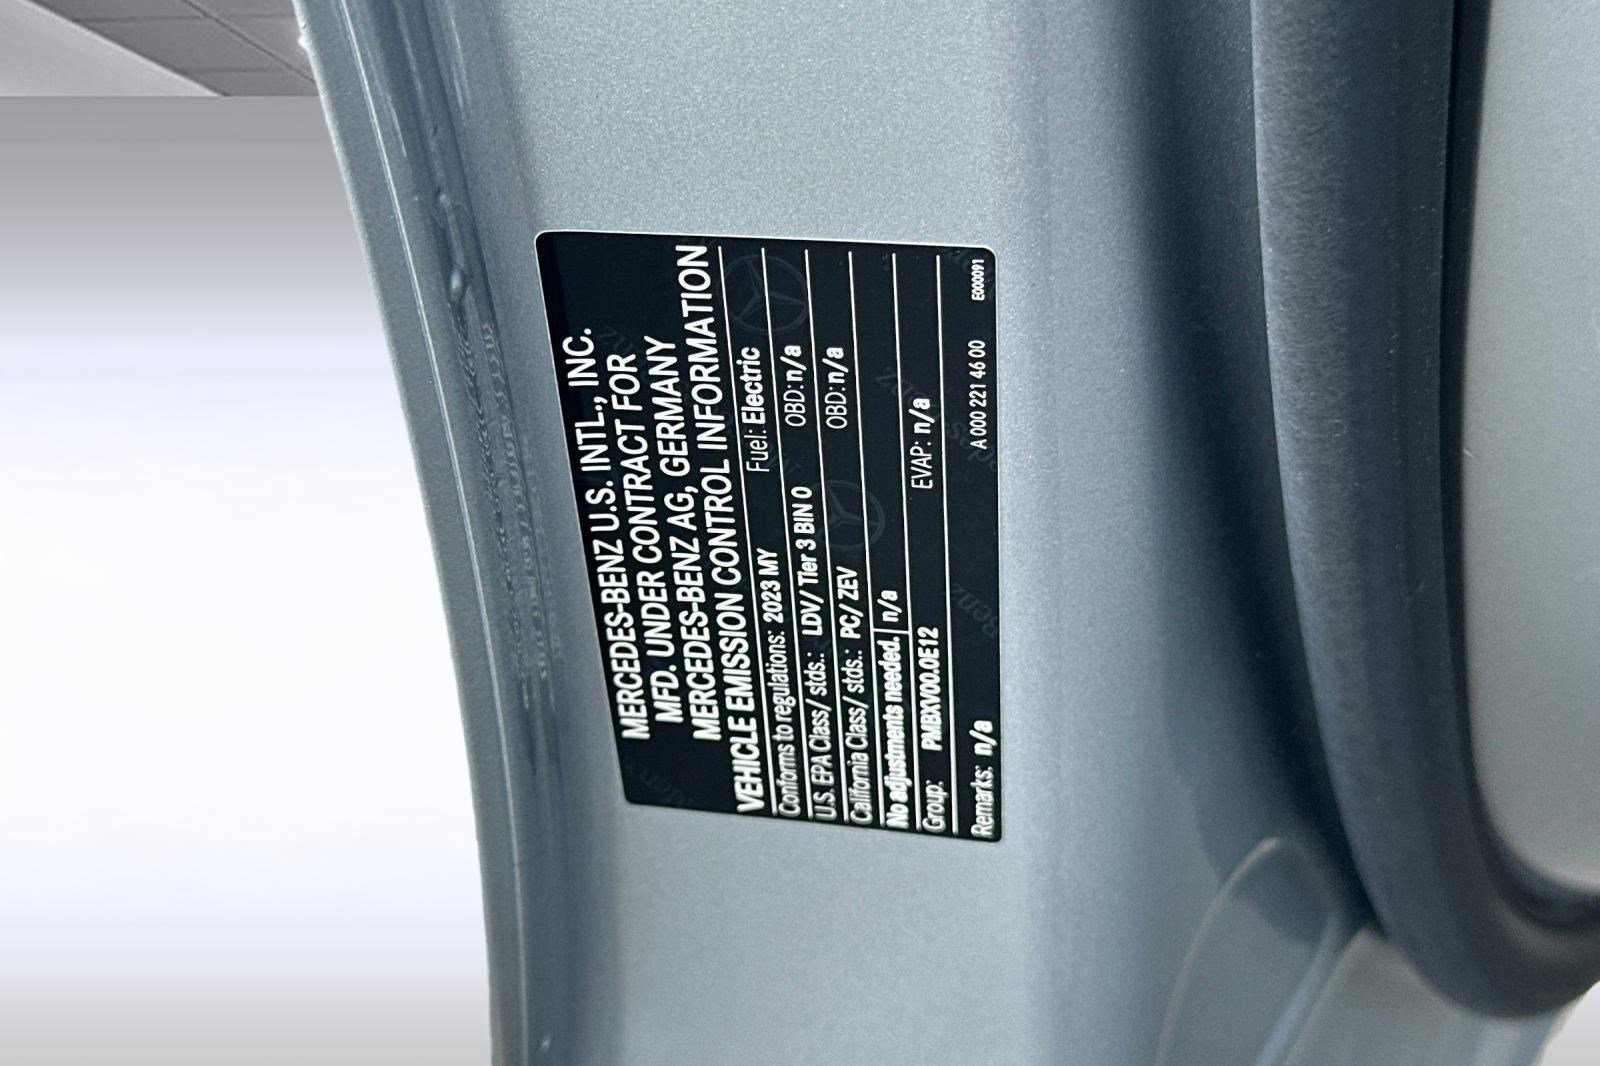 MERCEDES-BENZ U.S. INTL., INC.
MFD. UNDER CONTRACT FOR
MERCEDES-BENZ AG, GERMANY
VEHICLE EMISSION CONTROL INFORMATION
Conforms to regulations: 2023 MY Fuel: Electric
U.S. EPA Class/ stds.: LDV/ Tier 3 BIN 0 OBD: n/a
California Class/ stds.: PC/ ZEV OBD: n/a
No adjustments needed. n/a
Group: PMBXV00.0E12 EVAP: n/a
Remarks: n/a A 000 221 46 00 E000091